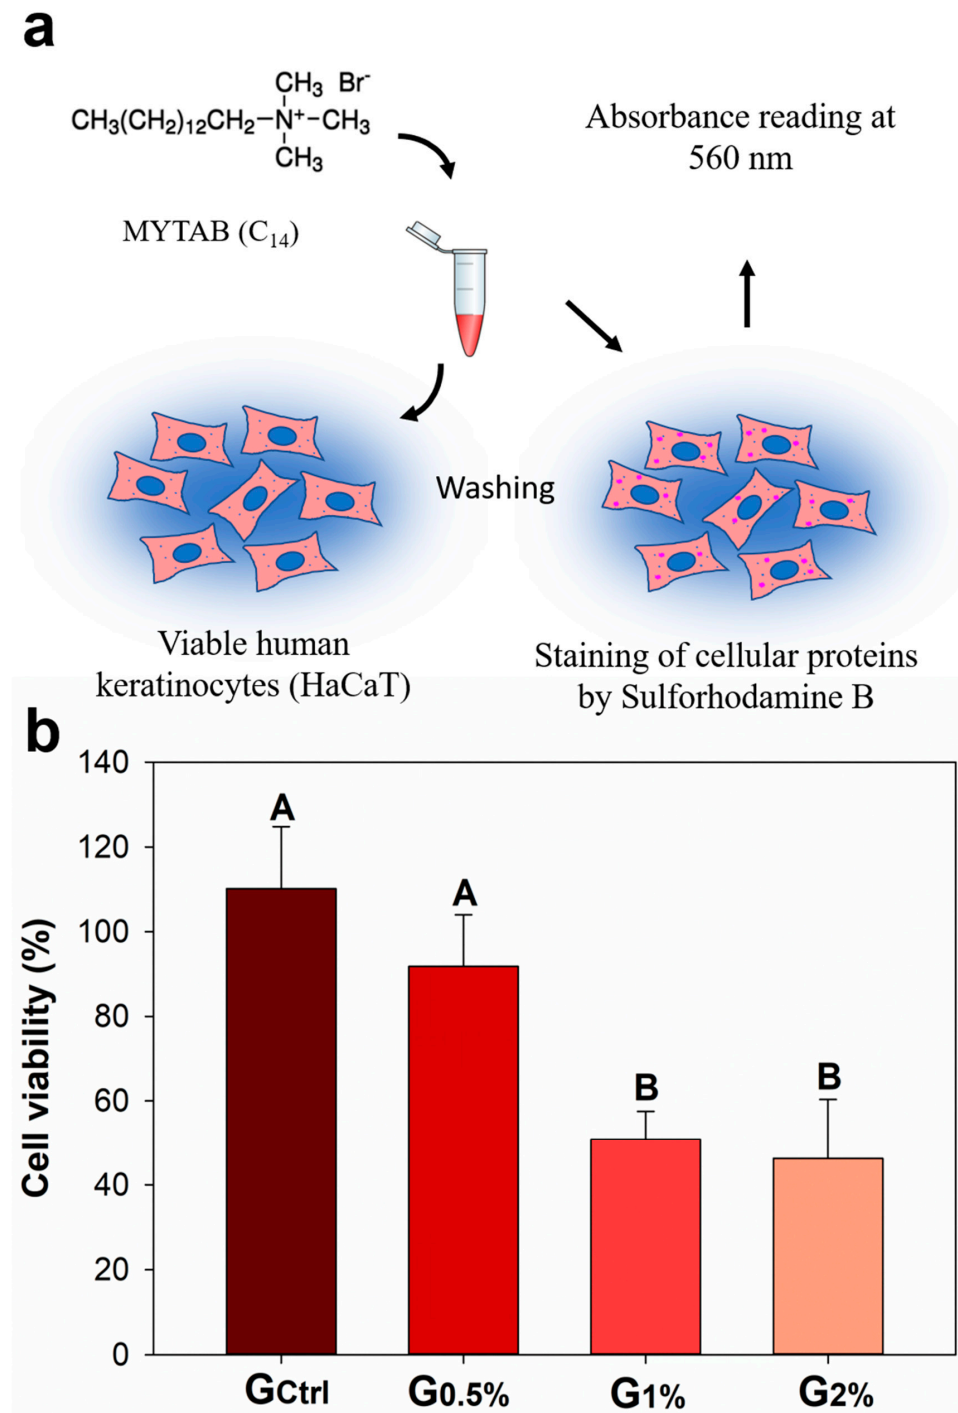 a
CH₃ Br⁻
CH₃(CH₂)₁₂CH₂–N⁺–CH₃
CH₃
MYTAB (C₁₄)
Absorbance reading at
560 nm
Washing
Viable human
keratinocytes (HaCaT)
Staining of cellular proteins
by Sulforhodamine B
b
Cell viability (%)
140
120
100
80
60
40
20
0
A
A
B
B
GCtrl
G0.5%
G1%
G2%